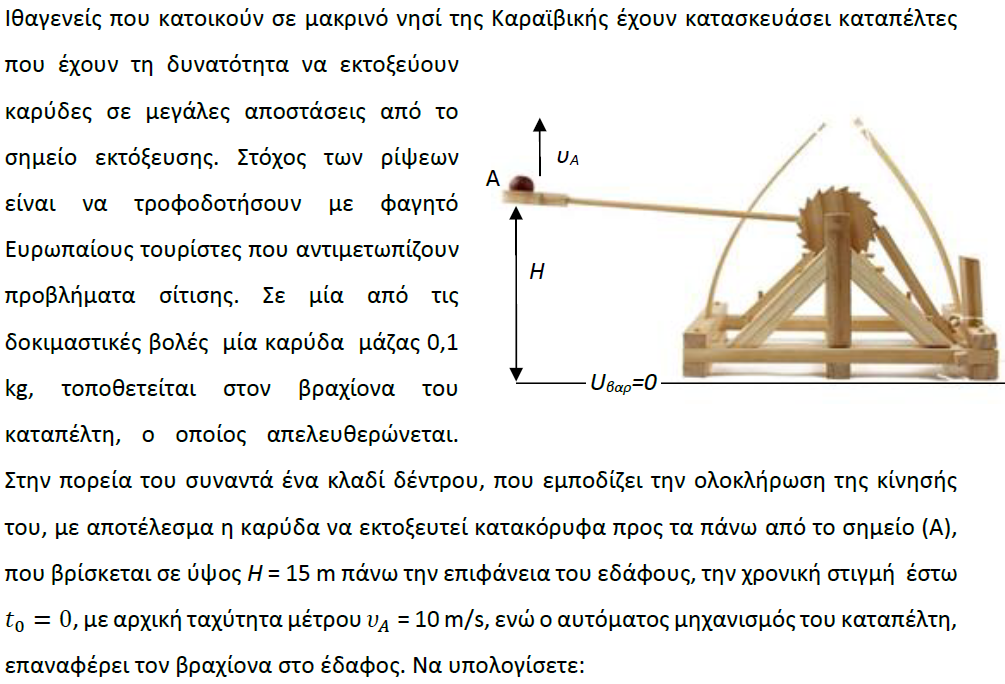 Ιθαγενείς που κατοικούν σε μακρινό νησί της Καραϊβικής έχουν κατασκευάσει καταπέλτες
που έχουν τη δυνατότητα να εκτοξεύουν
καρύδες σε μεγάλες αποστάσεις από το
σημείο εκτόξευσης. Στόχος των ρίψεων
είναι να τροφοδοτήσουν με φαγητό
Ευρωπαίους τουρίστες που αντιμετωπίζουν
προβλήματα σίτισης. Σε μία από τις
δοκιμαστικές βολές μία καρύδα μάζας 0,1
kg, τοποθετείται στον βραχίονα του
καταπέλτη, ο οποίος απελευθερώνεται.
υ_A
A
H
U_βαρ=0
Στην πορεία του συναντά ένα κλαδί δέντρου, που εμποδίζει την ολοκλήρωση της κίνησής
του, με αποτέλεσμα η καρύδα να εκτοξευτεί κατακόρυφα προς τα πάνω από το σημείο (Α),
που βρίσκεται σε ύψος H = 15 m πάνω την επιφάνεια του εδάφους, την χρονική στιγμή έστω
t₀ = 0, με αρχική ταχύτητα μέτρου υ_A = 10 m/s, ενώ ο αυτόματος μηχανισμός του καταπέλτη,
επαναφέρει τον βραχίονα στο έδαφος. Να υπολογίσετε: